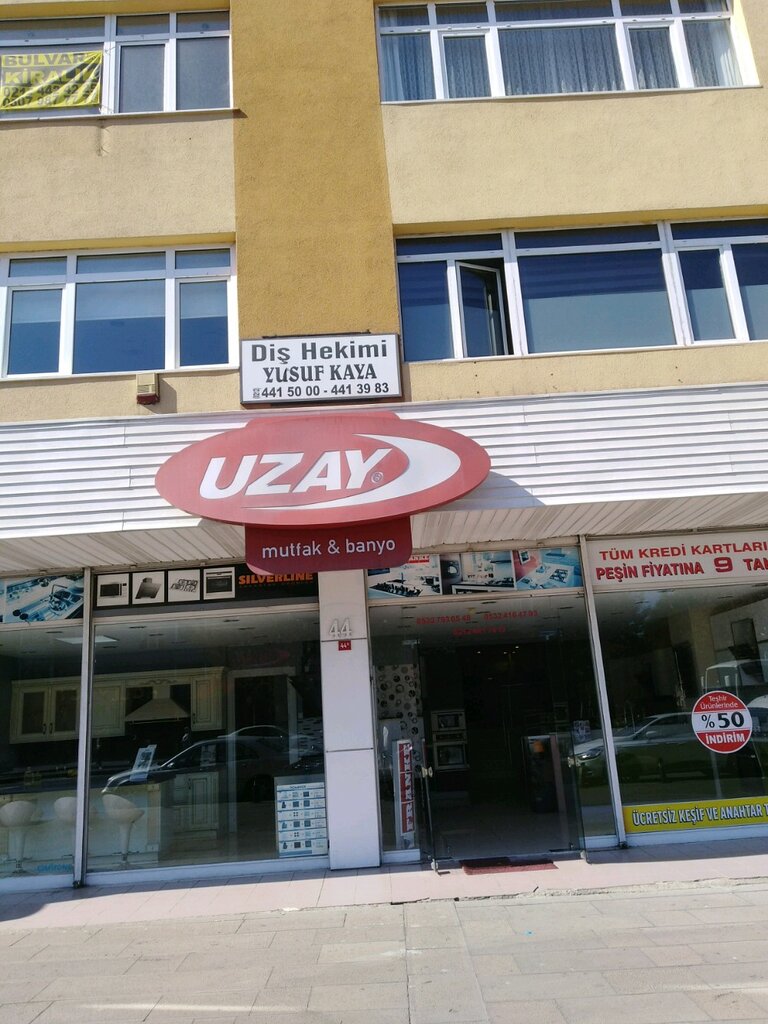 BULVAR
KİRALIK
Diş Hekimi
YUSUF KAYA
441 50 00 - 441 39 83
UZAY
mutfak & banyo
SILVERLINE
TÜM KREDİ KARTLARI
PEŞİN FİYATINA 9 TAK
44
Teşhir
Ürünlerinde
%50
İNDİRİM
ÜCRETSİZ KEŞİF VE ANAHTAR T